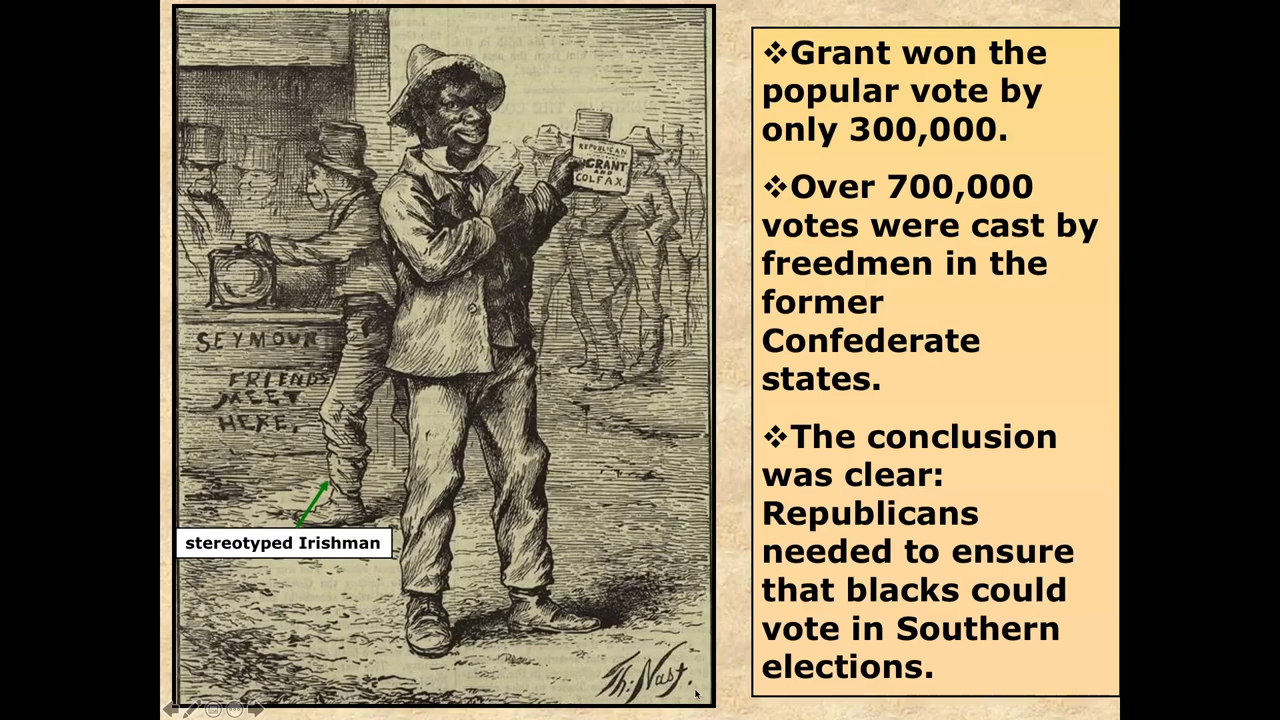 REPUBLICAN
GRANT
AND
COLFAX
SEYMOUR
FRIENDS
MEET
HERE.
stereotyped Irishman
Th: Nast.
❖Grant won the
popular vote by
only 300,000.
❖Over 700,000
votes were cast by
freedmen in the
former
Confederate
states.
❖The conclusion
was clear:
Republicans
needed to ensure
that blacks could
vote in Southern
elections.